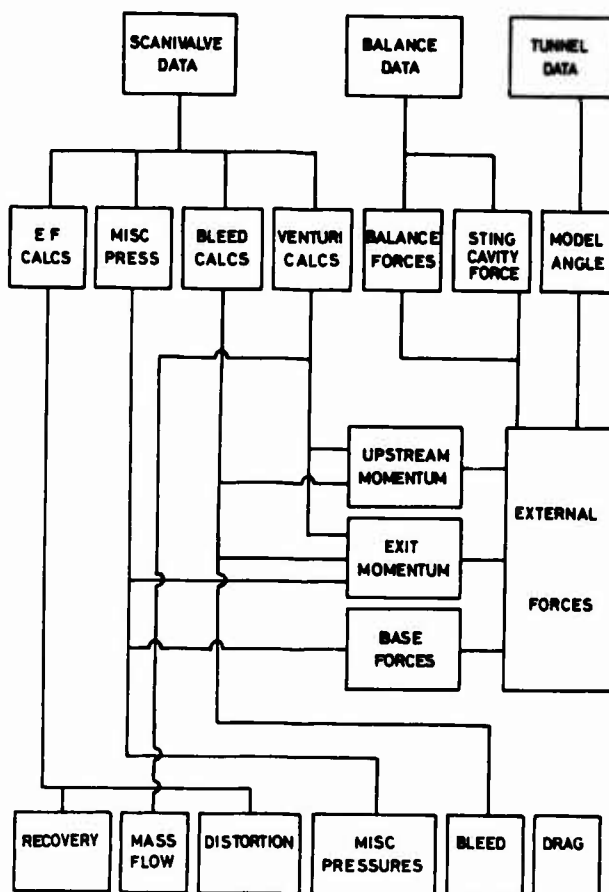 SCANIVALVE
DATA
BALANCE
DATA
TUNNEL
DATA
E F
CALCS
MISC
PRESS
BLEED
CALCS
VENTURI
CALCS
BALANCE
FORCES
STING
CAVITY
FORCE
MODEL
ANGLE
UPSTREAM
MOMENTUM
EXIT
MOMENTUM
BASE
FORCES
EXTERNAL
FORCES
RECOVERY
MASS
FLOW
DISTORTION
MISC
PRESSURES
BLEED
DRAG